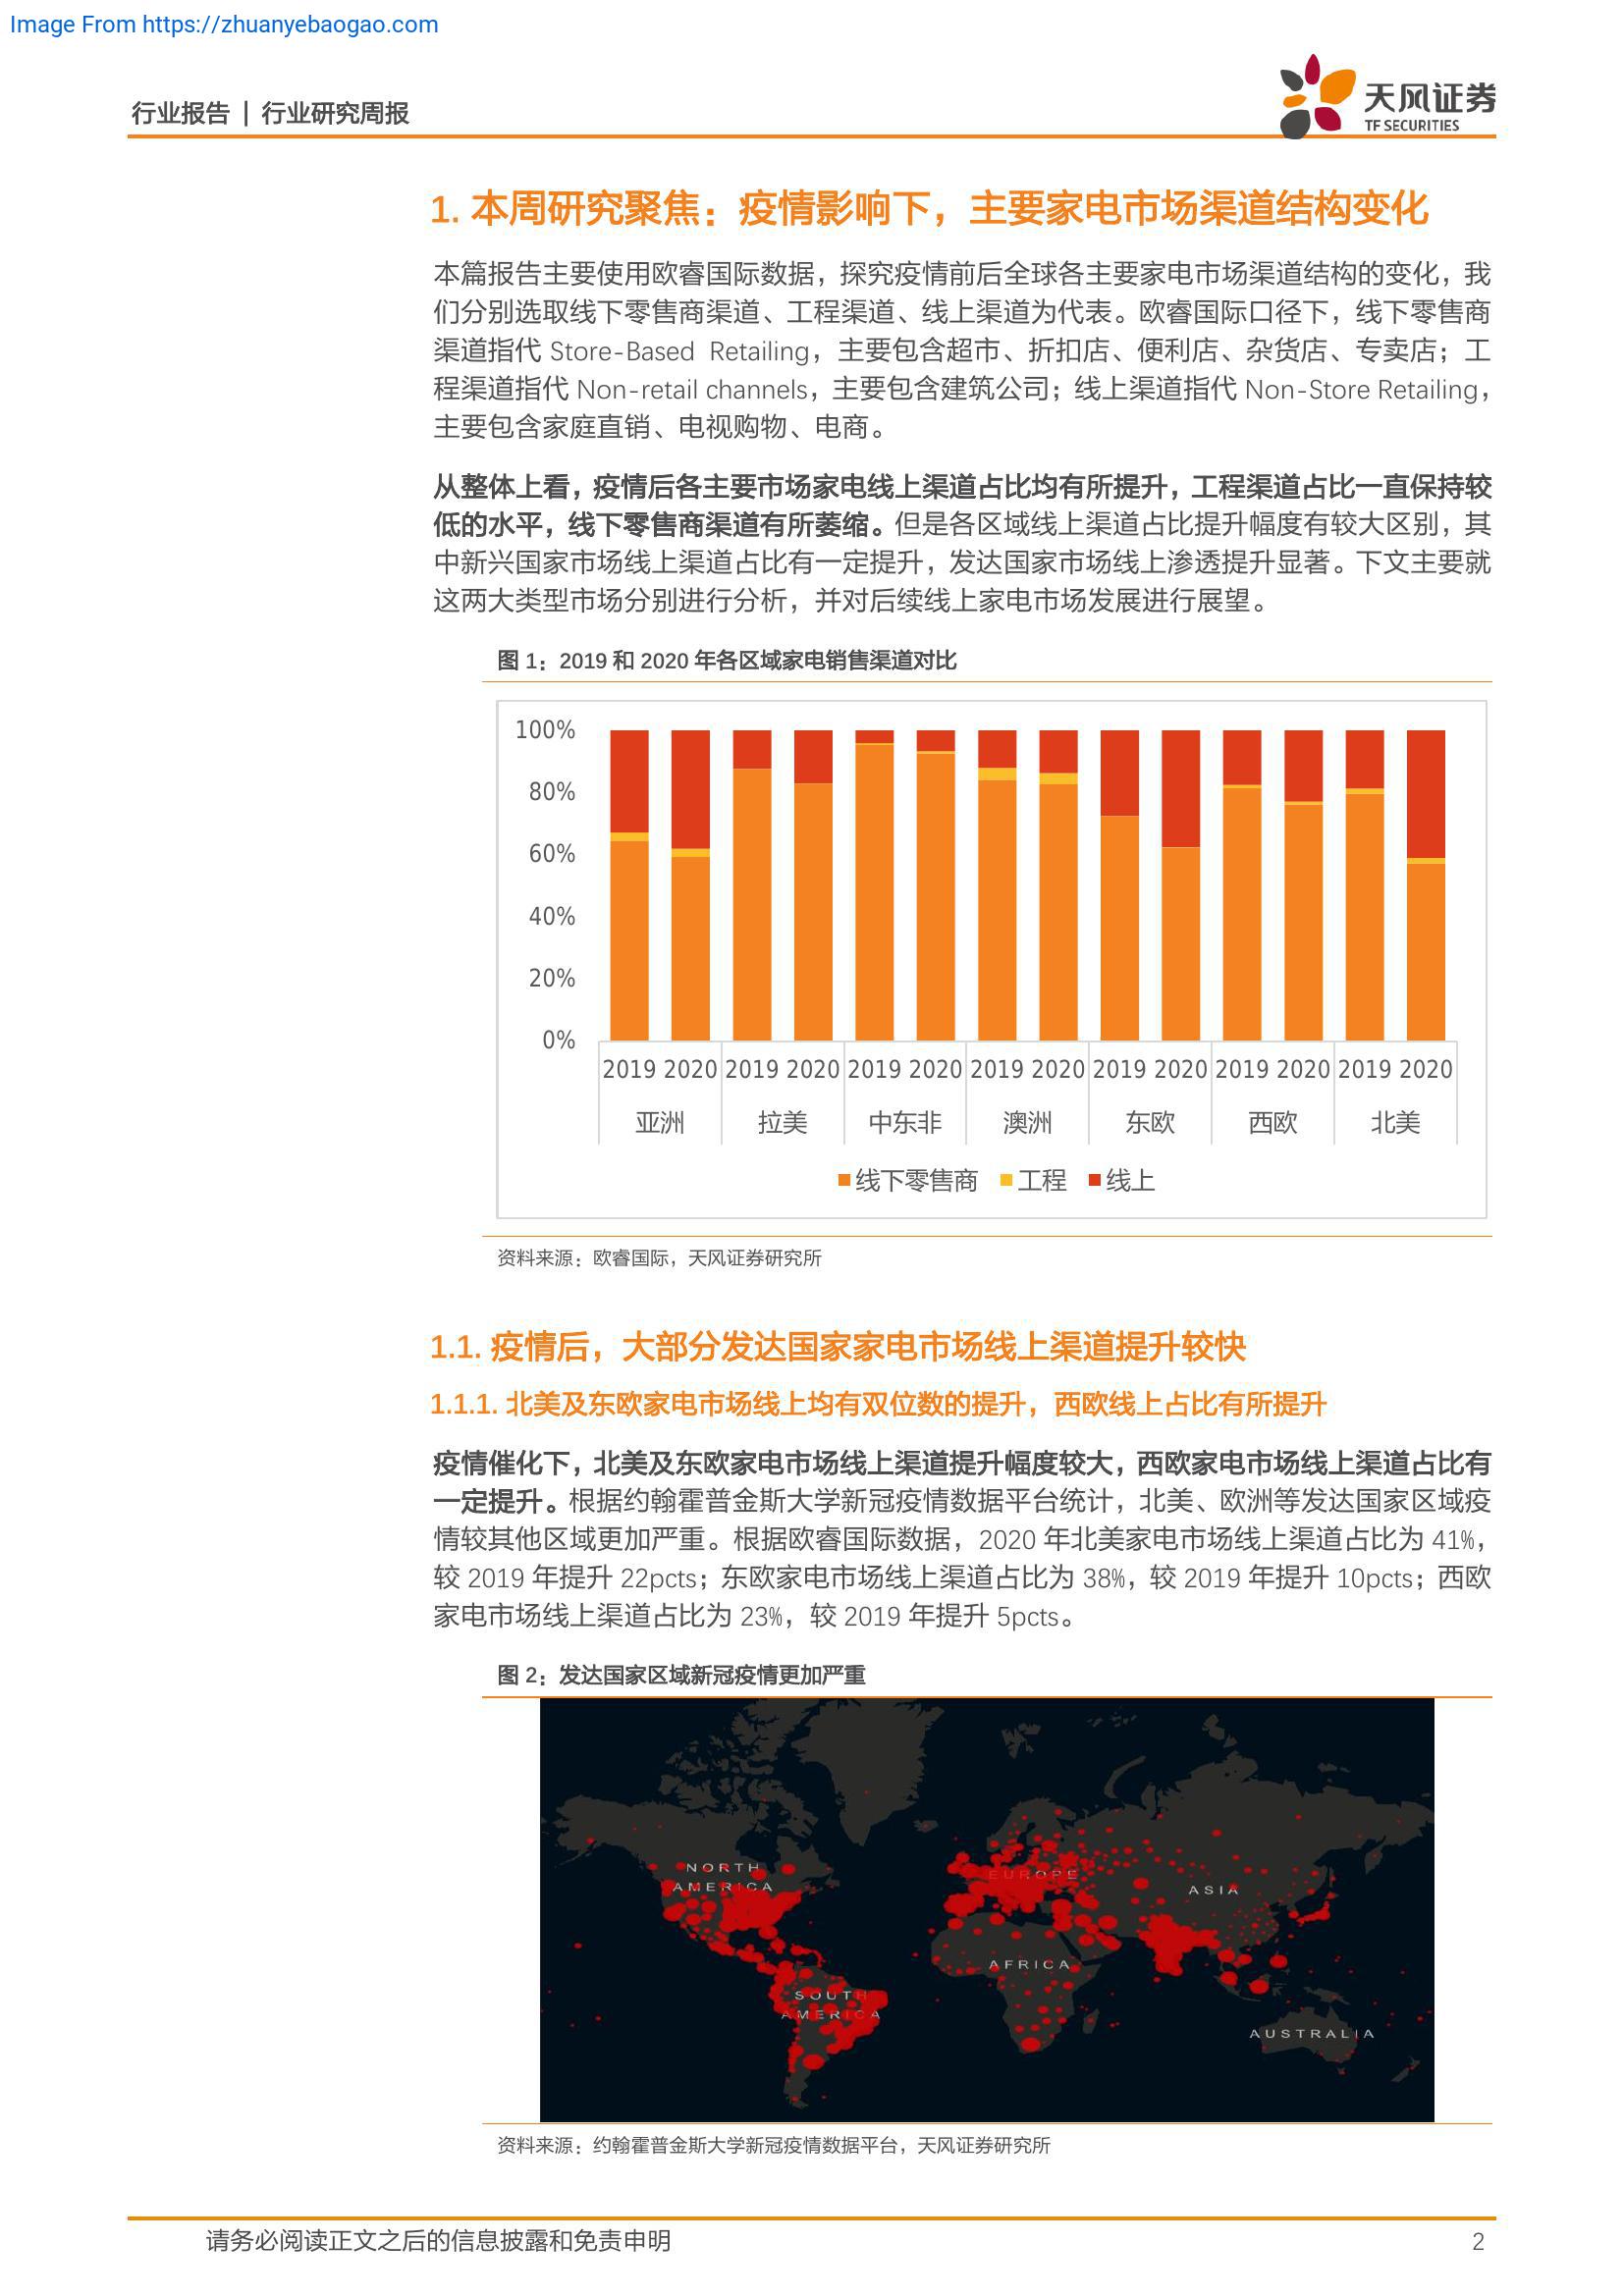 Image From https://zhuanyebaogao.com
行业报告 | 行业研究周报
天风证券
TF SECURITIES
1. 本周研究聚焦：疫情影响下，主要家电市场渠道结构变化
本篇报告主要使用欧睿国际数据，探究疫情前后全球各主要家电市场渠道结构的变化，我
们分别选取线下零售商渠道、工程渠道、线上渠道为代表。欧睿国际口径下，线下零售商
渠道指代 Store-Based Retailing，主要包含超市、折扣店、便利店、杂货店、专卖店；工
程渠道指代 Non-retail channels，主要包含建筑公司；线上渠道指代 Non-Store Retailing，
主要包含家庭直销、电视购物、电商。
从整体上看，疫情后各主要市场家电线上渠道占比均有所提升，工程渠道占比一直保持较
低的水平，线下零售商渠道有所萎缩。但是各区域线上渠道占比提升幅度有较大区别，其
中新兴国家市场线上渠道占比有一定提升，发达国家市场线上渗透提升显著。下文主要就
这两大类型市场分别进行分析，并对后续线上家电市场发展进行展望。
图 1：2019 和 2020 年各区域家电销售渠道对比
100%
80%
60%
40%
20%
0%
2019 2020 2019 2020 2019 2020 2019 2020 2019 2020 2019 2020 2019 2020
亚洲 拉美 中东非 澳洲 东欧 西欧 北美
线下零售商 工程 线上
资料来源：欧睿国际，天风证券研究所
1.1. 疫情后，大部分发达国家家电市场线上渠道提升较快
1.1.1. 北美及东欧家电市场线上均有双位数的提升，西欧线上占比有所提升
疫情催化下，北美及东欧家电市场线上渠道提升幅度较大，西欧家电市场线上渠道占比有
一定提升。根据约翰霍普金斯大学新冠疫情数据平台统计，北美、欧洲等发达国家区域疫
情较其他区域更加严重。根据欧睿国际数据，2020 年北美家电市场线上渠道占比为 41%，
较 2019 年提升 22pcts；东欧家电市场线上渠道占比为 38%，较 2019 年提升 10pcts；西欧
家电市场线上渠道占比为 23%，较 2019 年提升 5pcts。
图 2：发达国家区域新冠疫情更加严重
NORTH
AMERICA
EUROPE
ASIA
AFRICA
SOUTH
AMERICA
AUSTRALIA
资料来源：约翰霍普金斯大学新冠疫情数据平台，天风证券研究所
请务必阅读正文之后的信息披露和免责申明
2